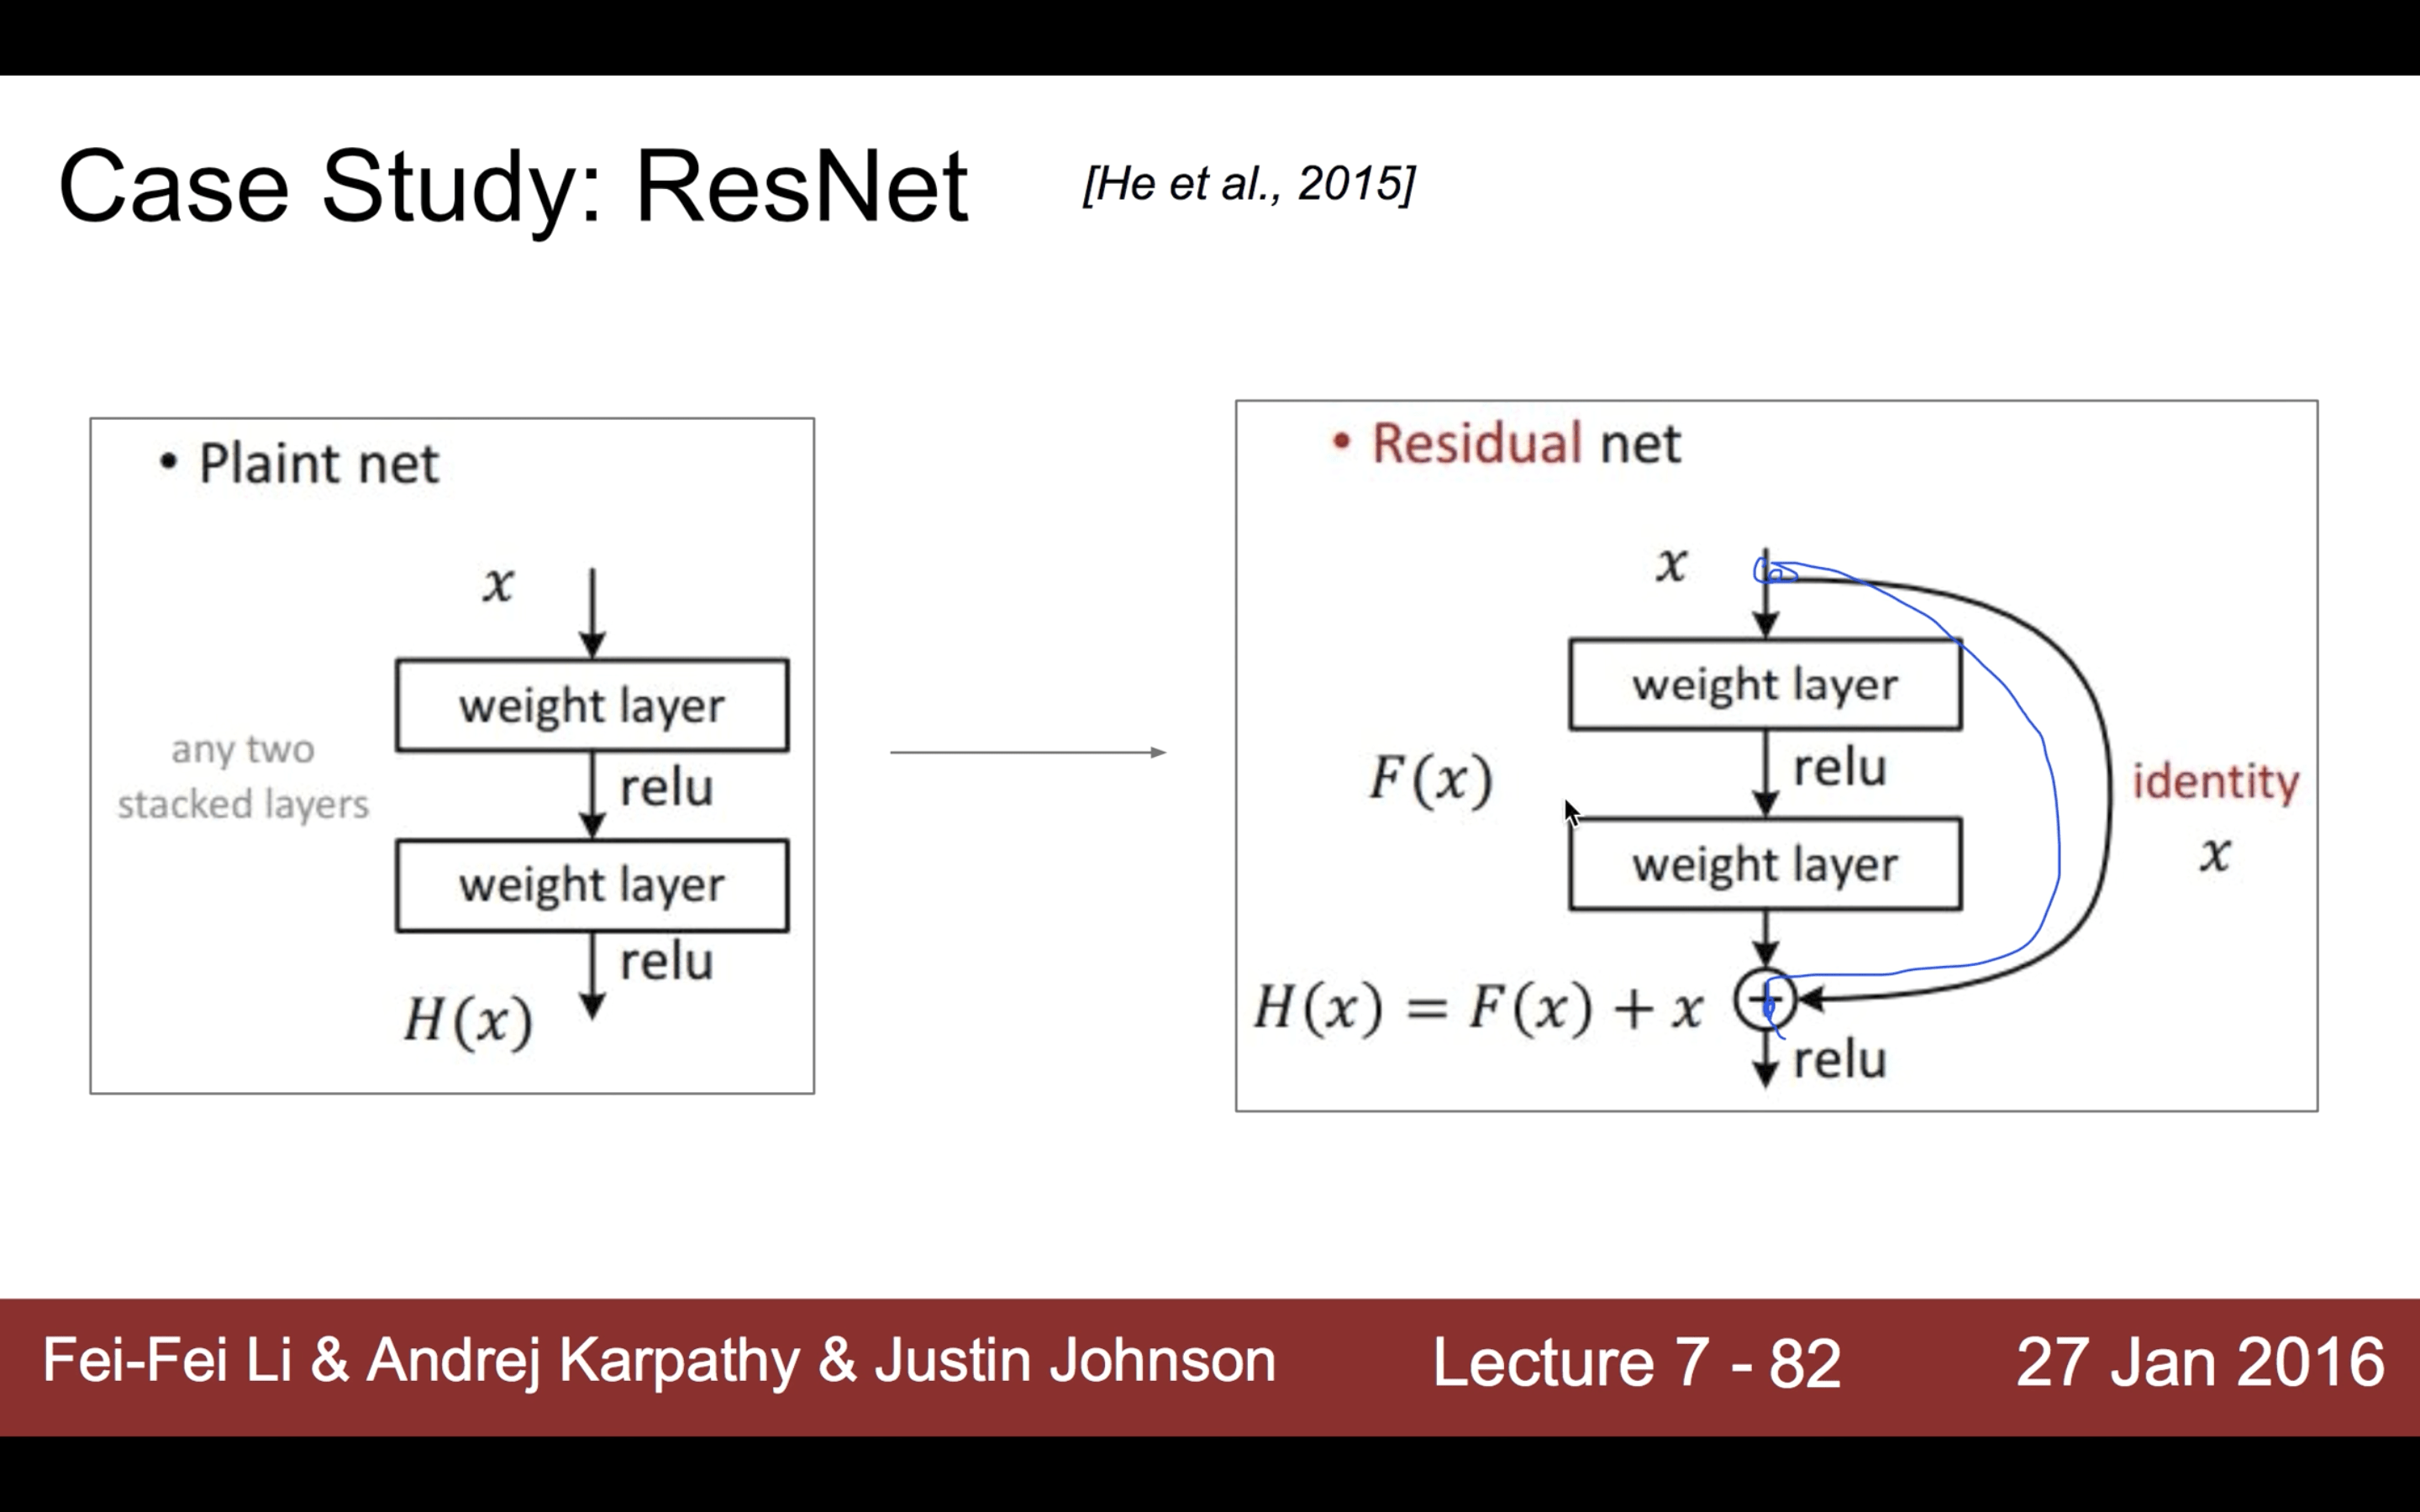 Case Study: ResNet
[He et al., 2015]
• Plaint net
x
weight layer
any two
stacked layers
relu
weight layer
relu
H(x)
• Residual net
x
weight layer
F(x)
relu
weight layer
identity
x
H(x) = F(x) + x
+
relu
Fei-Fei Li & Andrej Karpathy & Justin Johnson
Lecture 7 - 82
27 Jan 2016